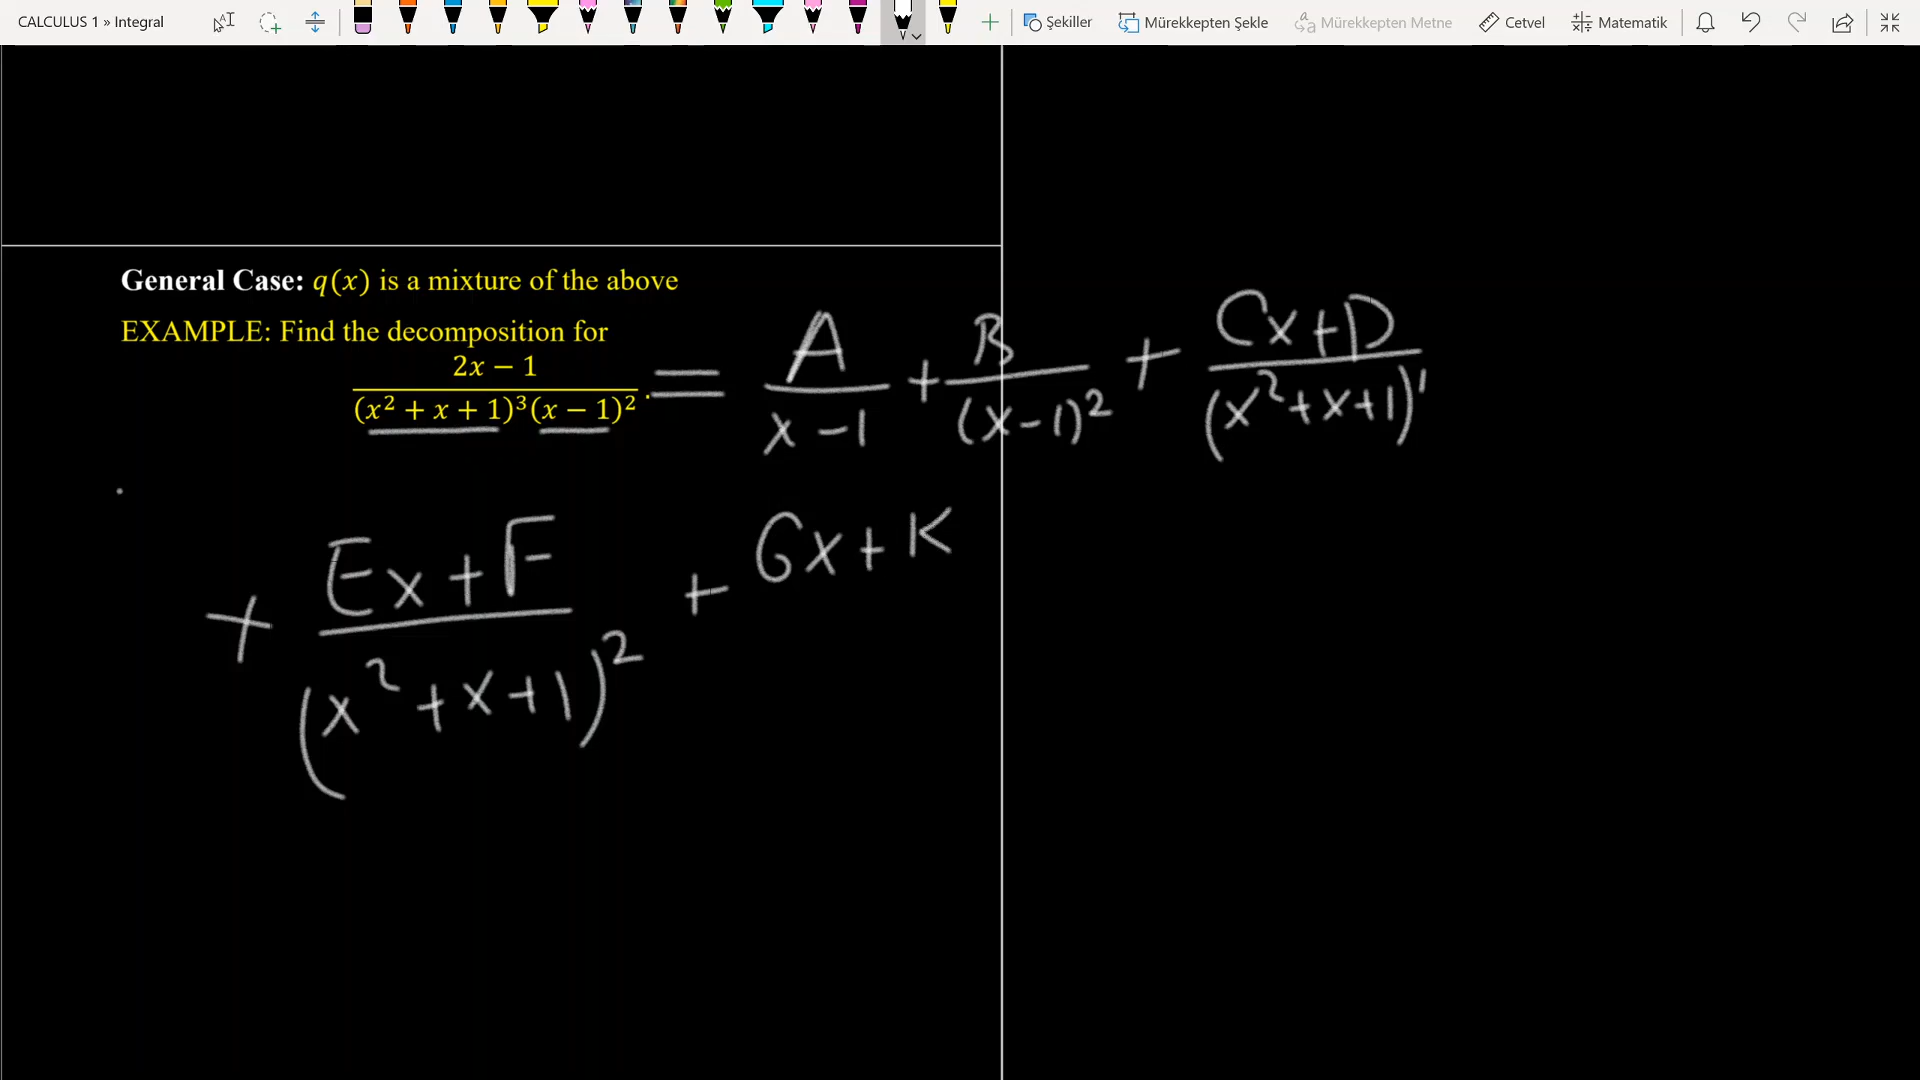 CALCULUS 1 » Integral Şekiller Mürekkepten Şekle Mürekkepten Metne Cetvel Matematik
General Case: q(x) is a mixture of the above
EXAMPLE: Find the decomposition for
(2x − 1)/((x² + x + 1)³(x − 1)²). = A/(x−1) + B/(x−1)² + (Cx+D)/(x²+x+1)¹
+ (Ex+F)/(x²+x+1)² + Gx+K